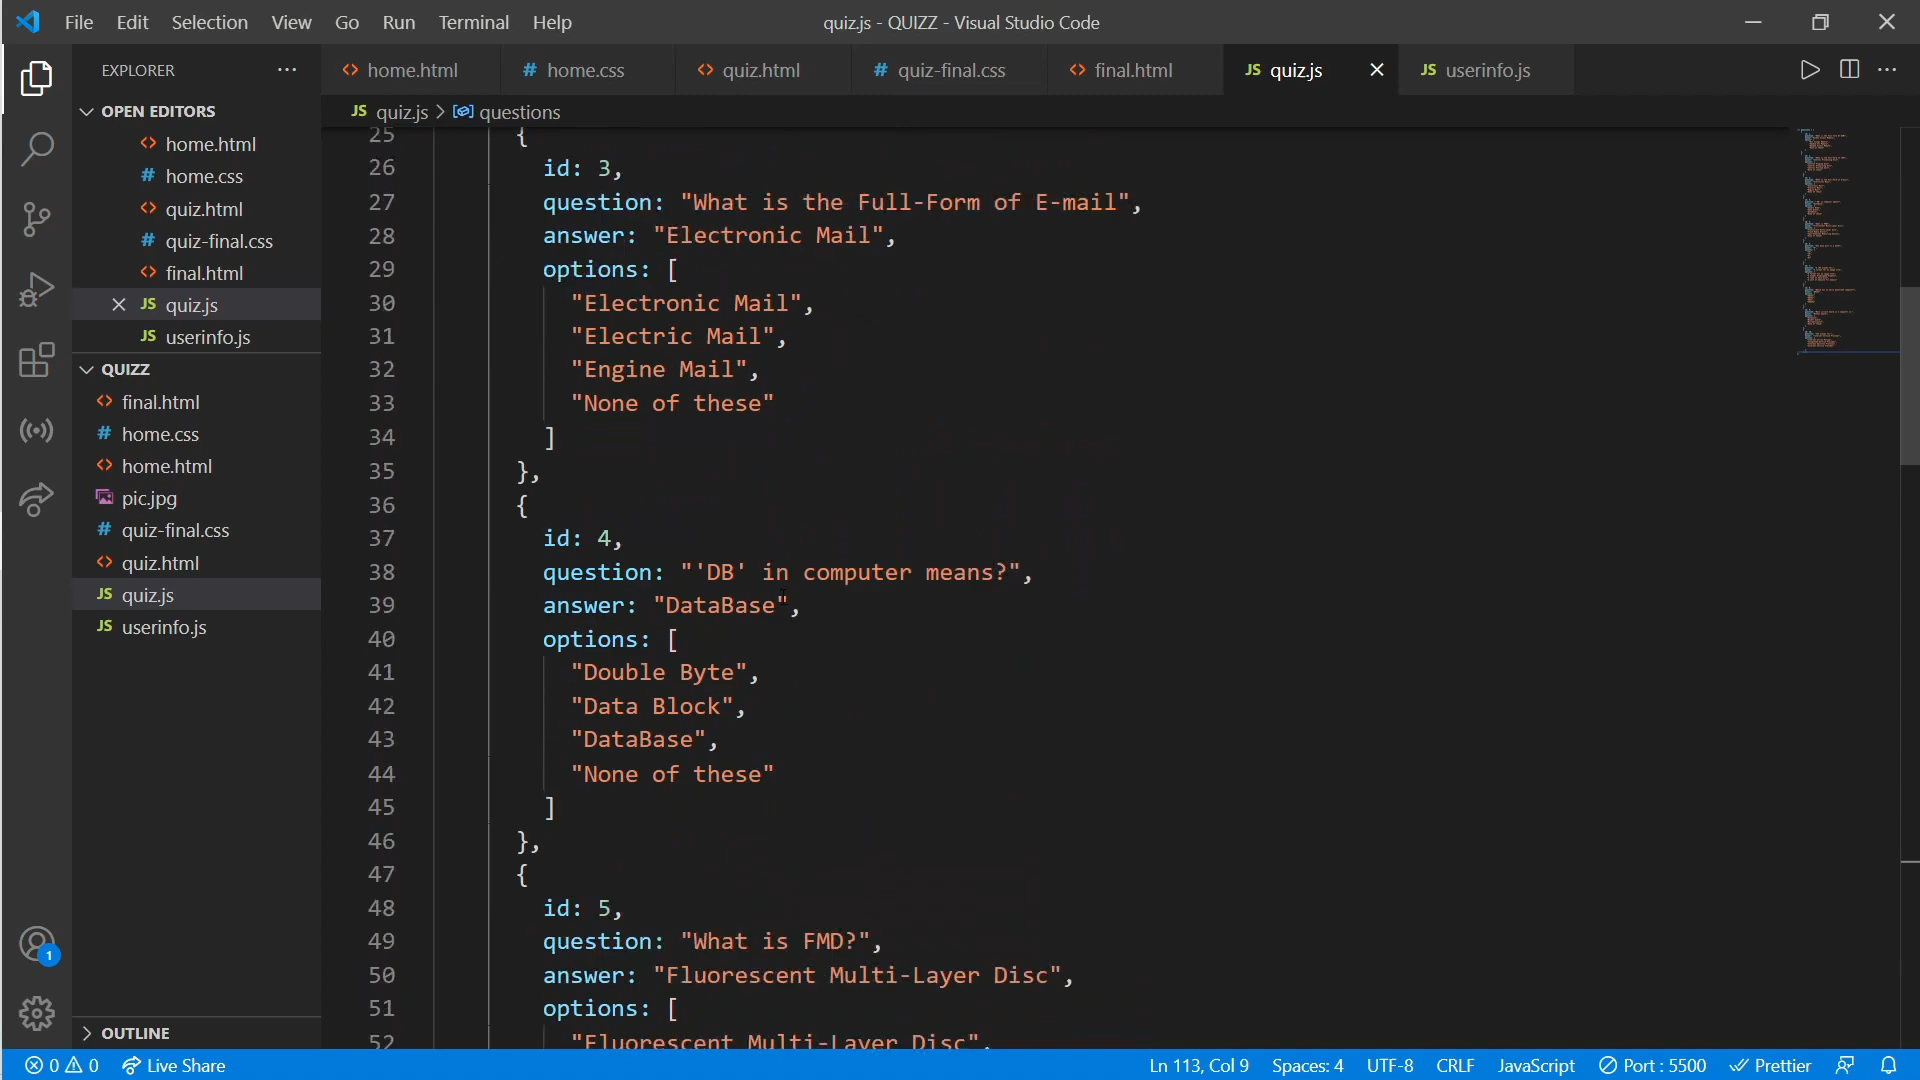 File Edit Selection View Go Run Terminal Help quiz.js - QUIZZ - Visual Studio Code
EXPLORER
OPEN EDITORS
home.html
home.css
quiz.html
quiz-final.css
final.html
JS quiz.js
JS userinfo.js
QUIZZ
final.html
home.css
home.html
pic.jpg
quiz-final.css
quiz.html
JS quiz.js
JS userinfo.js
OUTLINE
home.html # home.css quiz.html # quiz-final.css final.html JS quiz.js JS userinfo.js
JS quiz.js > questions
25 {
26 id: 3,
27 question: "What is the Full-Form of E-mail",
28 answer: "Electronic Mail",
29 options: [
30 "Electronic Mail",
31 "Electric Mail",
32 "Engine Mail",
33 "None of these"
34 ]
35 },
36 {
37 id: 4,
38 question: "'DB' in computer means?",
39 answer: "DataBase",
40 options: [
41 "Double Byte",
42 "Data Block",
43 "DataBase",
44 "None of these"
45 ]
46 },
47 {
48 id: 5,
49 question: "What is FMD?",
50 answer: "Fluorescent Multi-Layer Disc",
51 options: [
52 "Fluorescent Multi-Layer Disc",
1
0 0 Live Share Ln 113, Col 9 Spaces: 4 UTF-8 CRLF JavaScript Port : 5500 Prettier